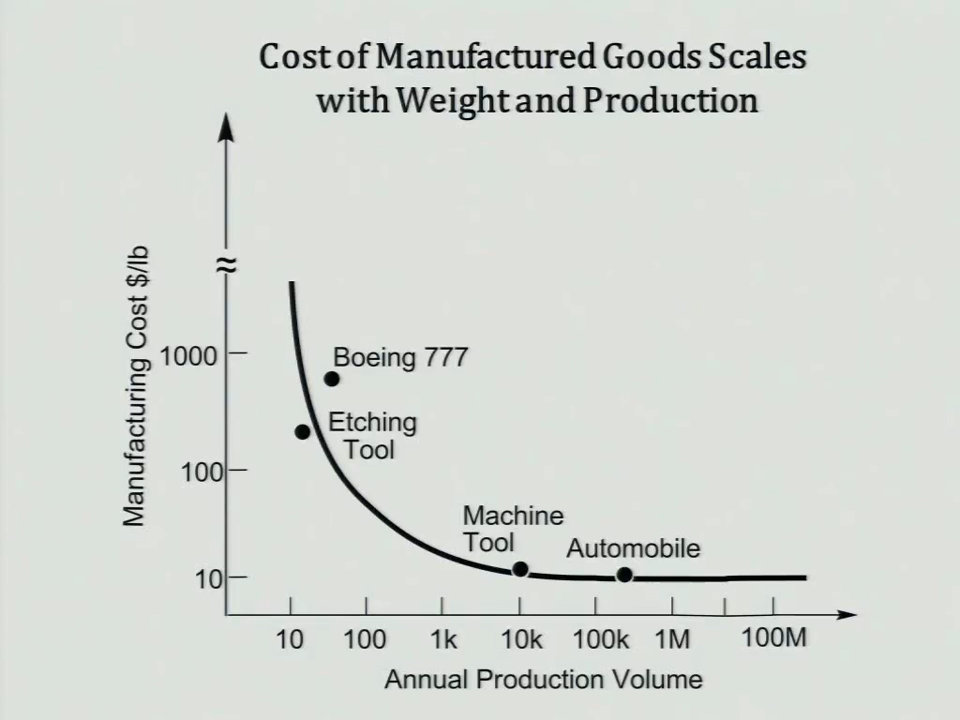 Cost of Manufactured Goods Scales
with Weight and Production
Manufacturing Cost $/lb
1000
100
10
Boeing 777
Etching
Tool
Machine
Tool
Automobile
10 100 1k 10k 100k 1M 100M
Annual Production Volume